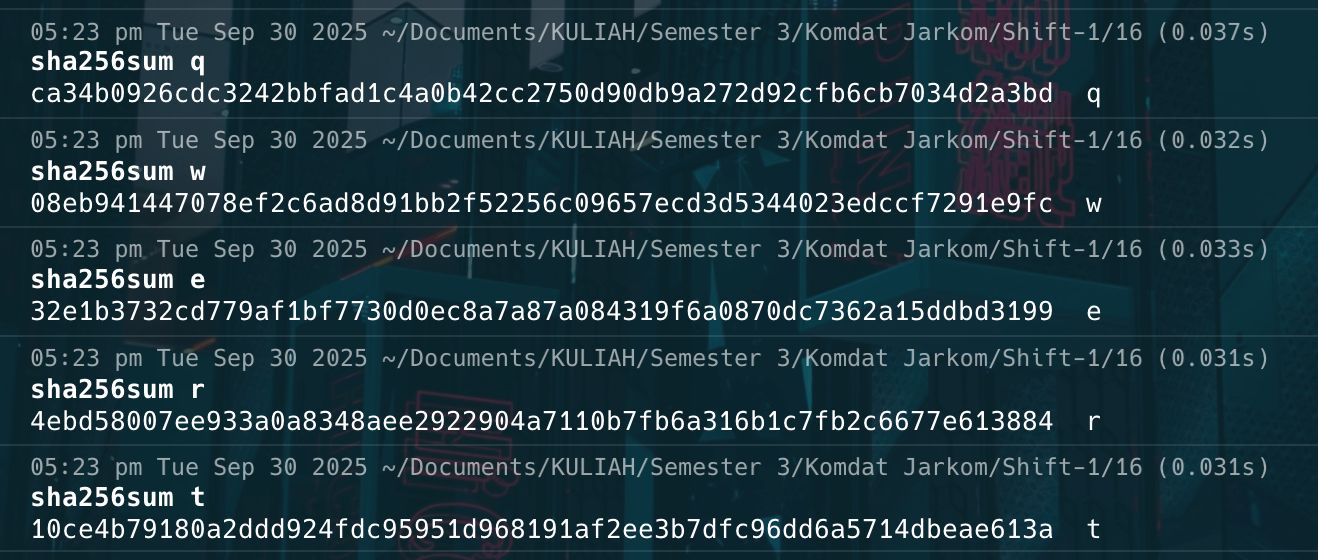 05:23 pm Tue Sep 30 2025 ~/Documents/KULIAH/Semester 3/Komdat Jarkom/Shift-1/16 (0.037s)
sha256sum q
ca34b0926cdc3242bbfad1c4a0b42cc2750d90db9a272d92cfb6cb7034d2a3bd  q
05:23 pm Tue Sep 30 2025 ~/Documents/KULIAH/Semester 3/Komdat Jarkom/Shift-1/16 (0.032s)
sha256sum w
08eb941447078ef2c6ad8d91bb2f52256c09657ecd3d5344023edccf7291e9fc  w
05:23 pm Tue Sep 30 2025 ~/Documents/KULIAH/Semester 3/Komdat Jarkom/Shift-1/16 (0.033s)
sha256sum e
32e1b3732cd779af1bf7730d0ec8a7a87a084319f6a0870dc7362a15ddbd3199  e
05:23 pm Tue Sep 30 2025 ~/Documents/KULIAH/Semester 3/Komdat Jarkom/Shift-1/16 (0.031s)
sha256sum r
4ebd58007ee933a0a8348aee2922904a7110b7fb6a316b1c7fb2c6677e613884  r
05:23 pm Tue Sep 30 2025 ~/Documents/KULIAH/Semester 3/Komdat Jarkom/Shift-1/16 (0.031s)
sha256sum t
10ce4b79180a2ddd924fdc95951d968191af2ee3b7dfc96dd6a5714dbeae613a  t